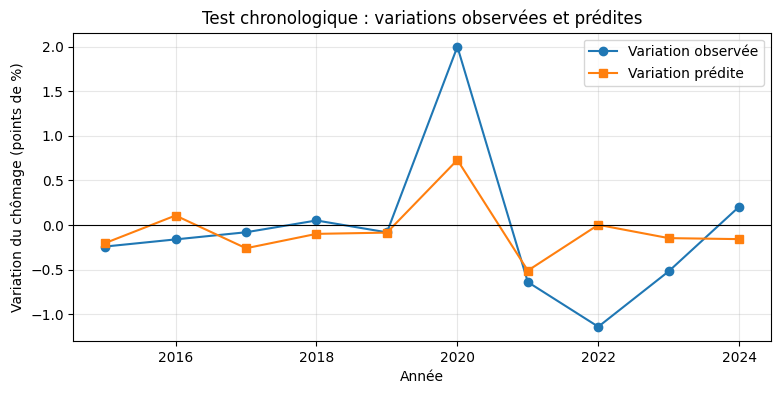 Test chronologique : variations observées et prédites
Variation observée
Variation prédite
Variation du chômage (points de %)
2.0
1.5
1.0
0.5
0.0
−0.5
−1.0
2016
2018
2020
2022
2024
Année